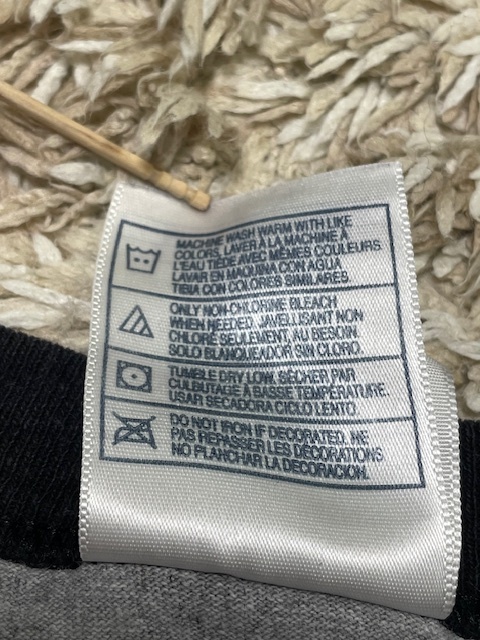 MACHINE WASH WARM WITH LIKE
COLORS. LAVER À LA MACHINE À
L'EAU TIÈDE AVEC MÊMES COULEURS.
LAVAR EN MAQUINA CON AGUA
TIBIA CON COLORES SIMILARES.
ONLY NON-CHLORINE BLEACH
WHEN NEEDED. JAVELLISANT NON
CHLORÉ SEULEMENT, AU BESOIN.
SOLO BLANQUEADOR SIN CLORO.
TUMBLE DRY LOW. SÉCHER PAR
CULBUTAGE À BASSE TEMPÉRATURE.
USAR SECADORA CICLO LENTO.
DO NOT IRON IF DECORATED. NE
PAS REPASSER LES DÉCORATIONS
NO PLANCHAR LA DECORACION.